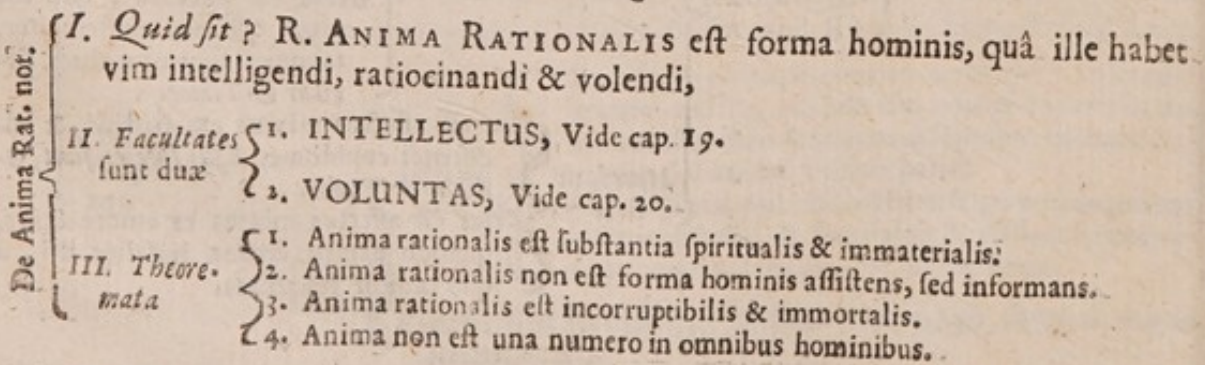 De Anima Rat. not.
I. Quid ſit? R. ANIMA RATIONALIS eſt forma hominis, quâ ille habet
vim intelligendi, ratiocinandi & volendi,
II. Facultates
ſunt duæ
1. INTELLECTUS, Vide cap. 19.
2. VOLUNTAS, Vide cap. 20.
III. Theore-
mata
1. Anima rationalis eſt ſubſtantia ſpiritualis & immaterialis.
2. Anima rationalis non eſt forma hominis aſſiſtens, ſed informans.
3. Anima rationalis eſt incorruptibilis & immortalis.
4. Anima non eſt una numero in omnibus hominibus.